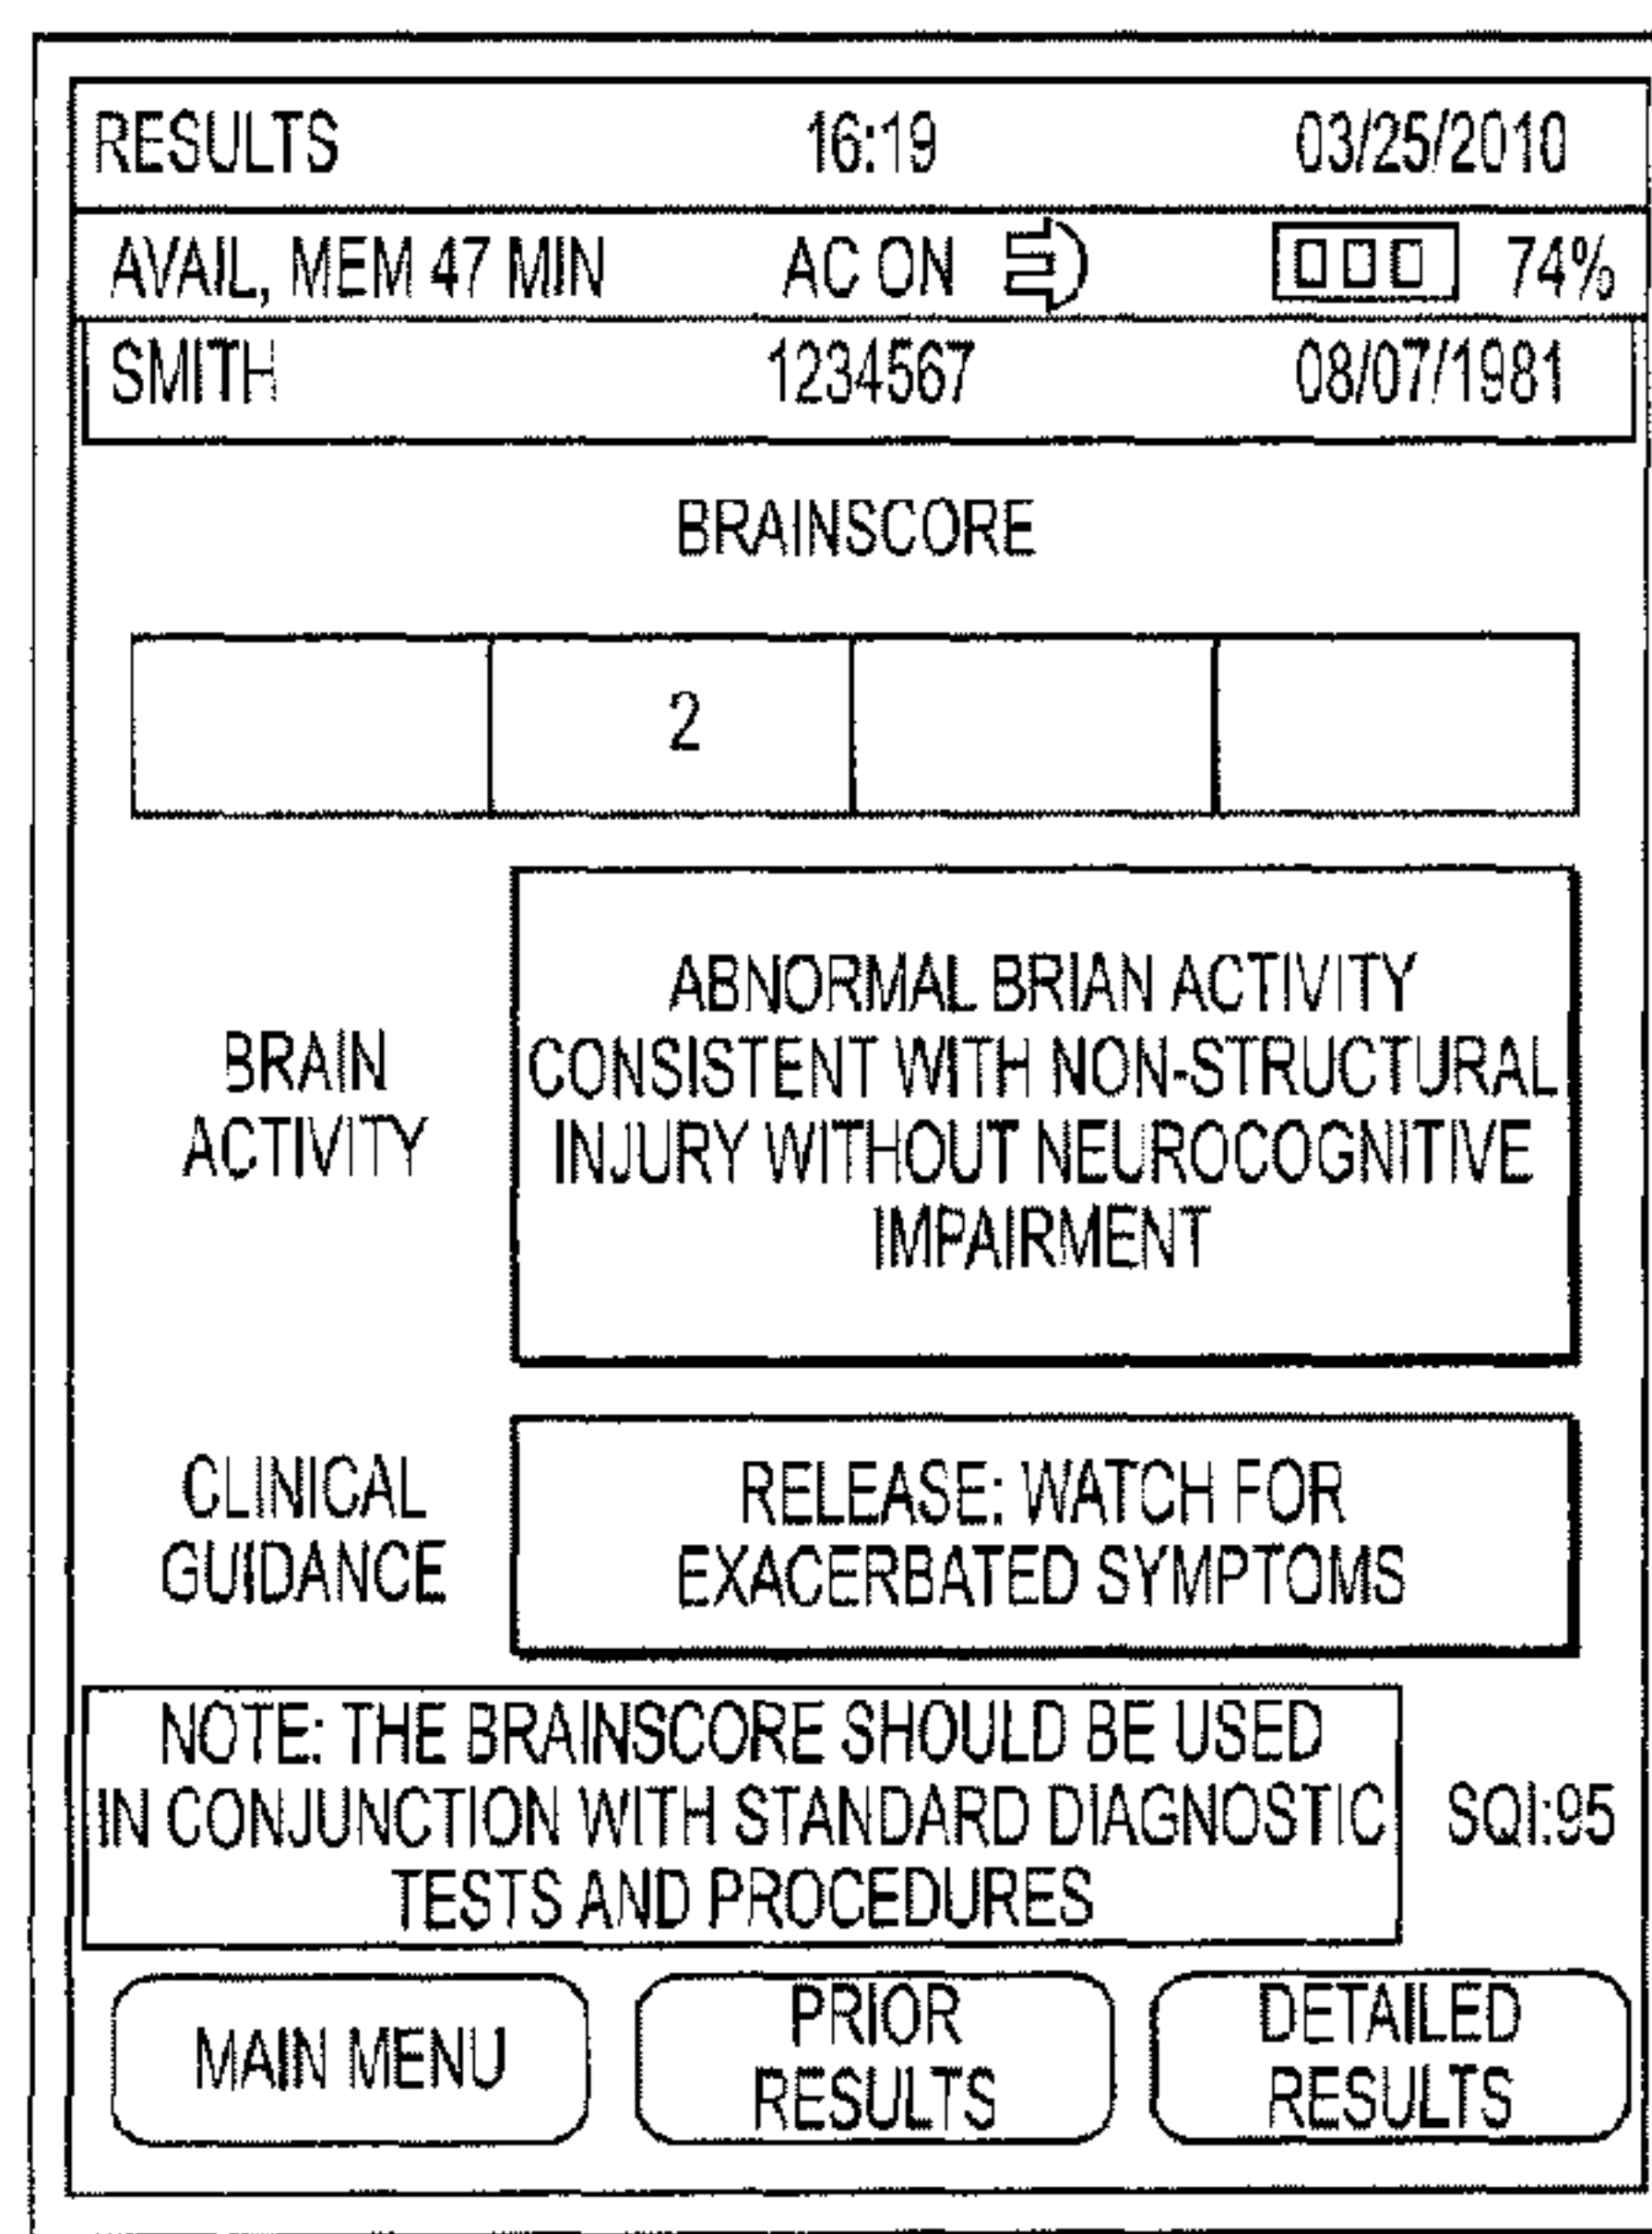 RESULTS 16:19 03/25/2010
AVAIL, MEM 47 MIN AC ON 74%
SMITH 1234567 08/07/1981
BRAINSCORE
2
BRAIN
ACTIVITY
ABNORMAL BRIAN ACTIVITY
CONSISTENT WITH NON-STRUCTURAL
INJURY WITHOUT NEUROCOGNITIVE
IMPAIRMENT
CLINICAL
GUIDANCE
RELEASE: WATCH FOR
EXACERBATED SYMPTOMS
NOTE: THE BRAINSCORE SHOULD BE USED
IN CONJUNCTION WITH STANDARD DIAGNOSTIC
TESTS AND PROCEDURES
SQI:95
MAIN MENU
PRIOR
RESULTS
DETAILED
RESULTS